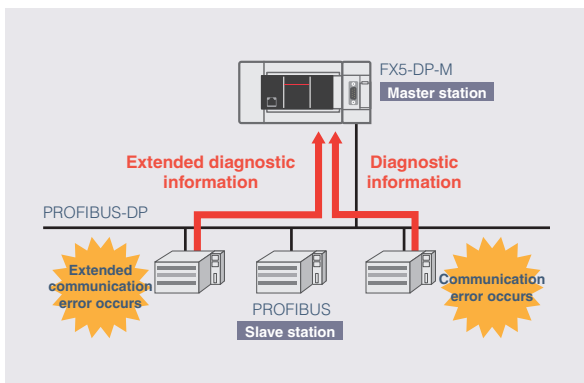 FX5-DP-M
Master station
Extended diagnostic
information
Diagnostic
information
PROFIBUS-DP
Extended
communication
error occurs
Communication
error occurs
PROFIBUS
Slave station